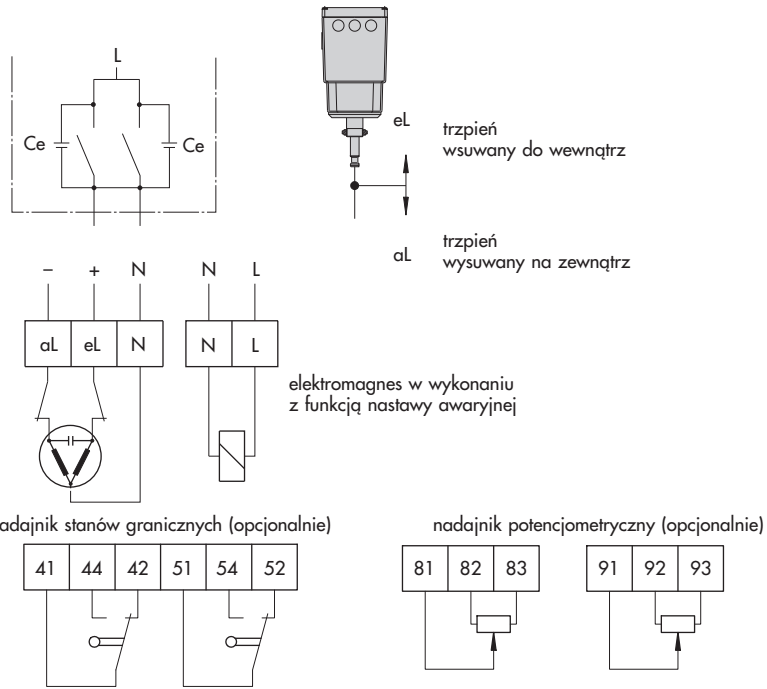 L
Ce
Ce
eL
trzpień
wsuwany do wewnątrz
aL
trzpień
wysuwany na zewnątrz
– + N
N L
aL eL N
N L
elektromagnes w wykonaniu
z funkcją nastawy awaryjnej
adajnik stanów granicznych (opcjonalnie)
41 44 42 51 54 52
nadajnik potencjometryczny (opcjonalnie)
81 82 83
91 92 93